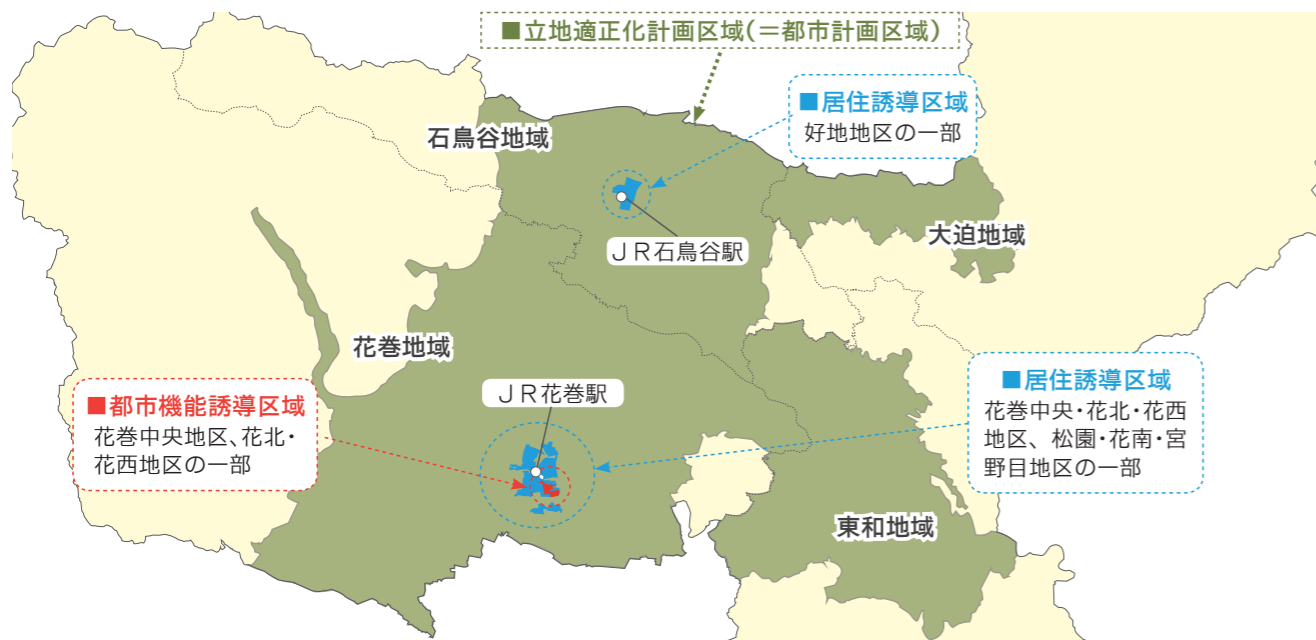 ■立地適正化計画区域(＝都市計画区域)
■居住誘導区域
好地地区の一部
石鳥谷地域
ＪＲ石鳥谷駅
大迫地域
花巻地域
ＪＲ花巻駅
■都市機能誘導区域
花巻中央地区、花北・
花西地区の一部
■居住誘導区域
花巻中央・花北・花西
地区、松園・花南・宮
野目地区の一部
東和地域